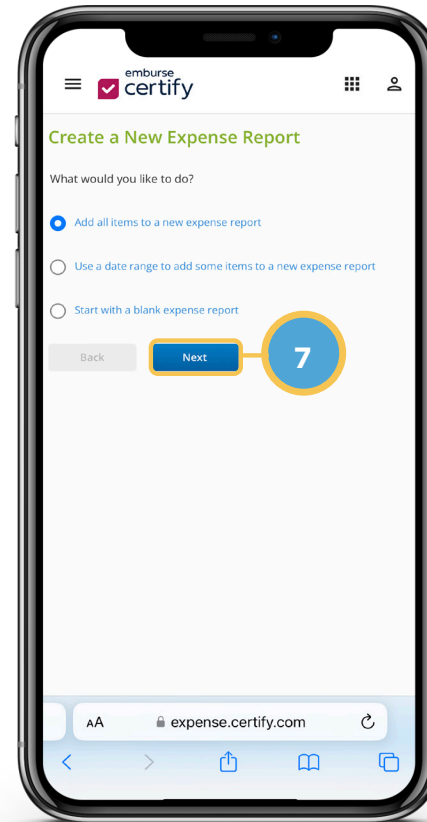 emburse
certify
Create a New Expense Report
What would you like to do?
Add all items to a new expense report
Use a date range to add some items to a new expense report
Start with a blank expense report
Back
Next
7
AA
expense.certify.com